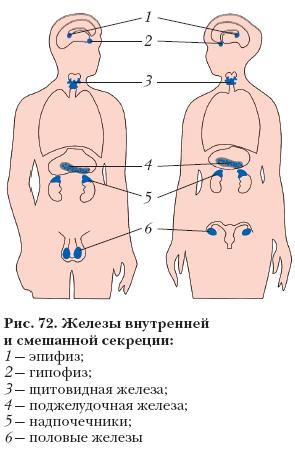 1
2
3
4
5
6
Рис. 72. Железы внутренней
и смешанной секреции:
1 – эпифиз;
2 – гипофиз;
3 – щитовидная железа;
4 – поджелудочная железа;
5 – надпочечники;
6 – половые железы